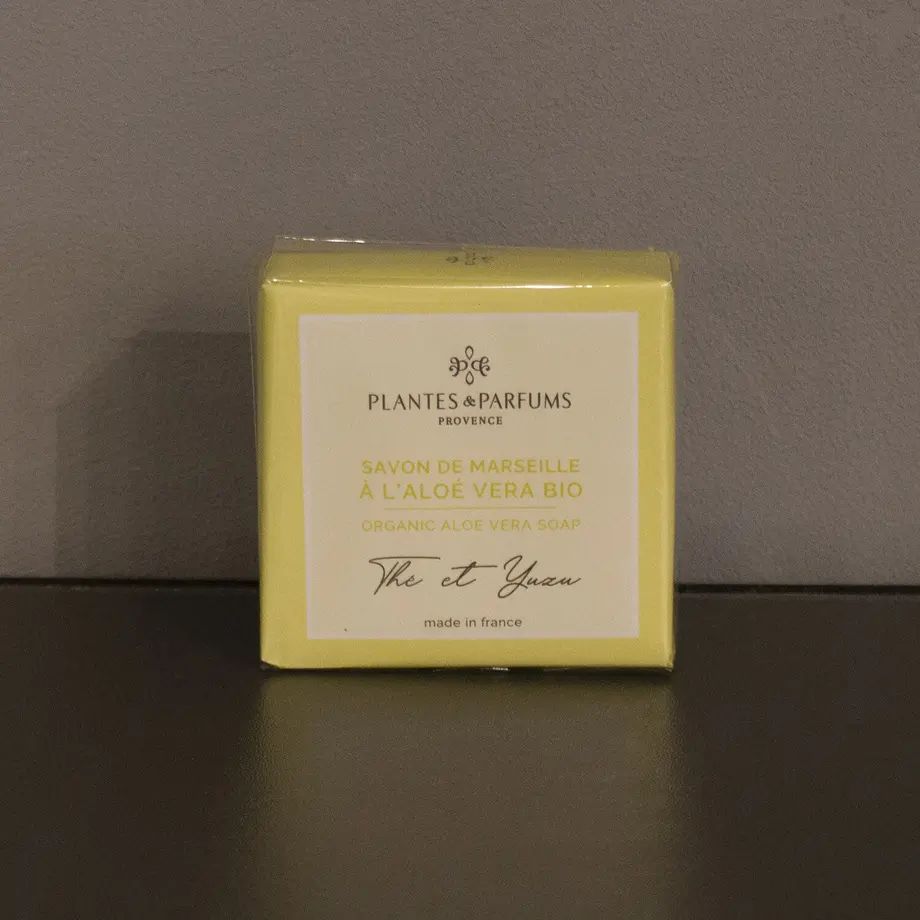 PLANTES & PARFUMS
PROVENCE
SAVON DE MARSEILLE
À L'ALOÉ VERA BIO
ORGANIC ALOE VERA SOAP
Thé et Yuzu
made in france